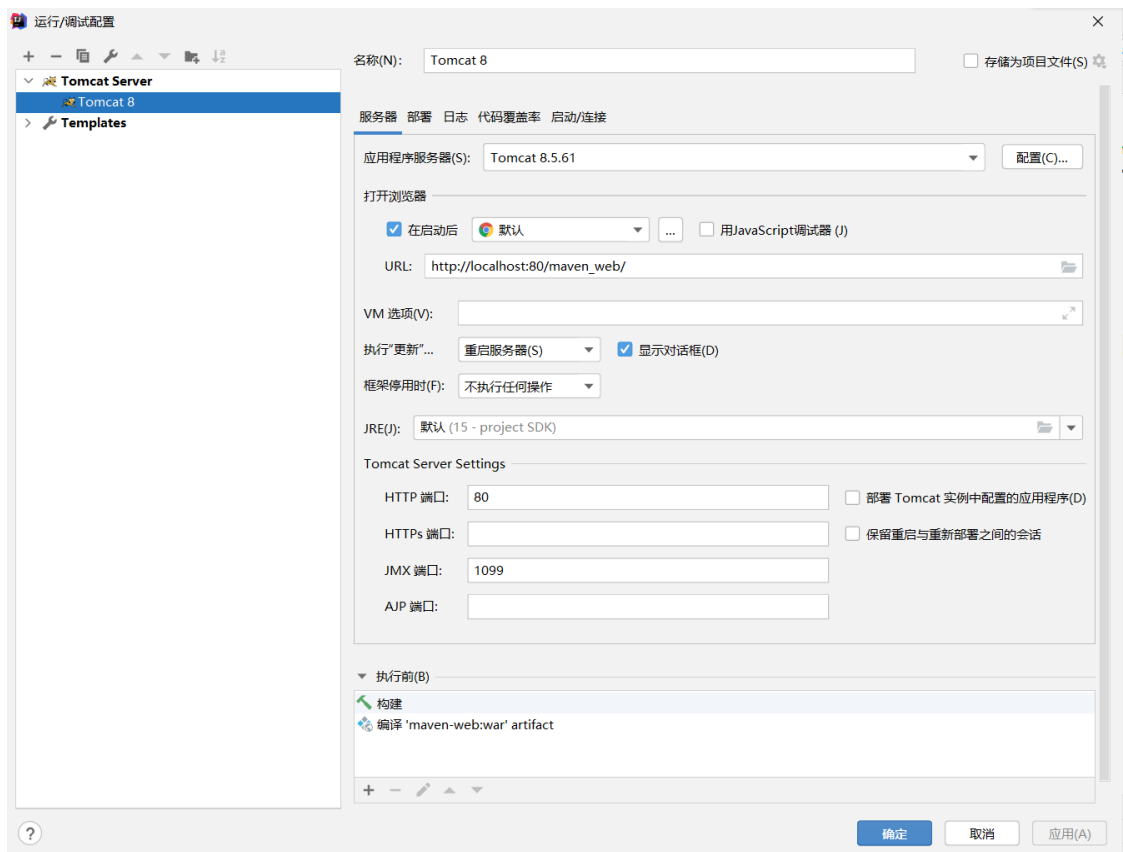 运行/调试配置
名称(N): Tomcat 8 存储为项目文件(S)
Tomcat Server
Tomcat 8
Templates
服务器 部署 日志 代码覆盖率 启动/连接
应用程序服务器(S): Tomcat 8.5.61 配置(C)...
打开浏览器
在启动后 默认 ... 用JavaScript调试器 (J)
URL: http://localhost:80/maven_web/
VM 选项(V):
执行"更新"... 重启服务器(S) 显示对话框(D)
框架停用时(F): 不执行任何操作
JRE(J): 默认 (15 - project SDK)
Tomcat Server Settings
HTTP 端口: 80 部署 Tomcat 实例中配置的应用程序(D)
HTTPs 端口: 保留重启与重新部署之间的会话
JMX 端口: 1099
AJP 端口:
执行前(B)
构建
编译 'maven-web:war' artifact
? 确定 取消 应用(A)